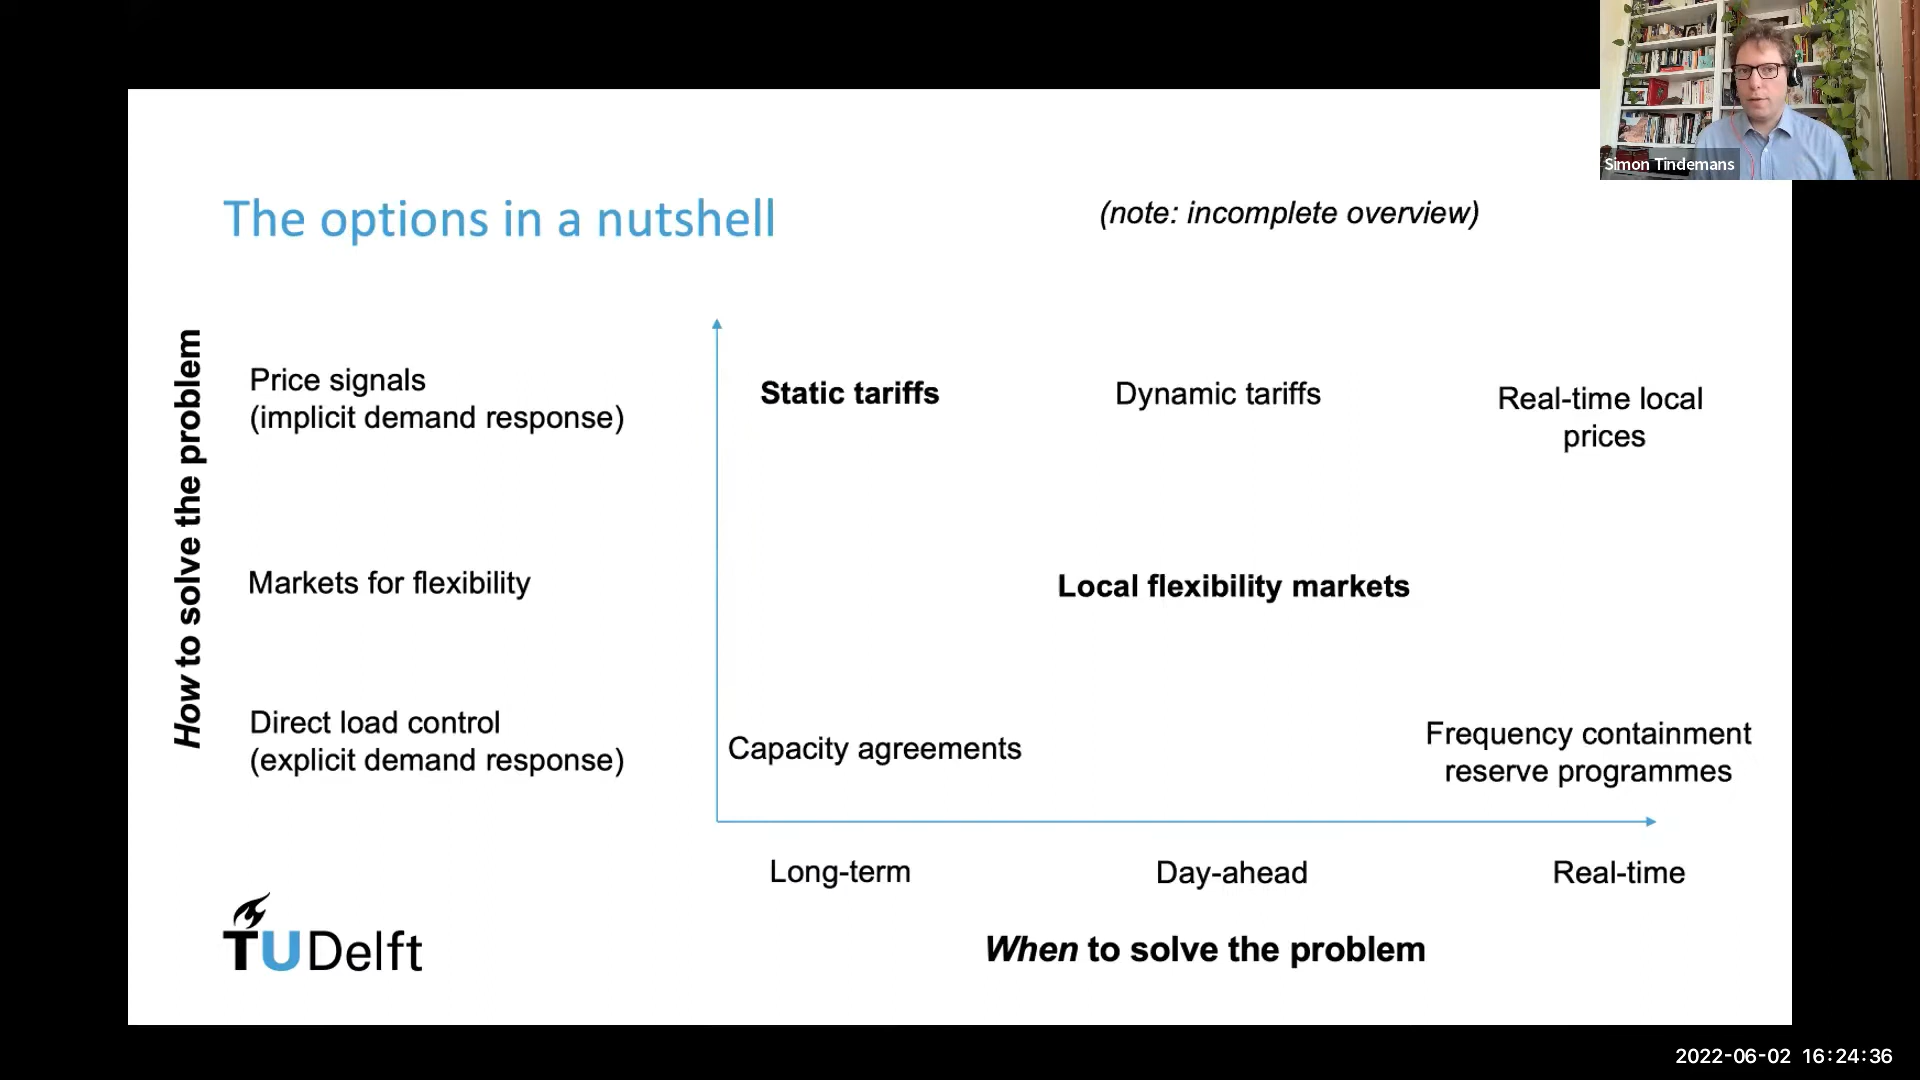 Simon Tindemans
The options in a nutshell
(note: incomplete overview)
How to solve the problem
Price signals
(implicit demand response)
Static tariffs
Dynamic tariffs
Real-time local
prices
Markets for flexibility
Local flexibility markets
Direct load control
(explicit demand response)
Capacity agreements
Frequency containment
reserve programmes
Long-term
Day-ahead
Real-time
When to solve the problem
TUDelft
2022-06-02 16:24:36